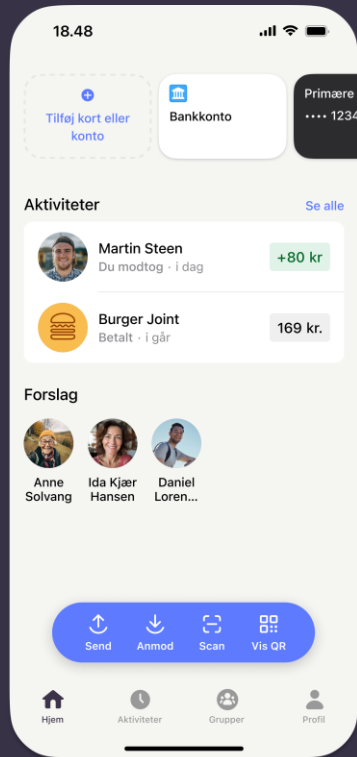 18.48
Tilføj kort eller
konto
Bankkonto
Primære
•••• 1234
Aktiviteter
Se alle
Martin Steen
Du modtog · i dag
+80 kr
Burger Joint
Betalt · i går
169 kr.
Forslag
Anne
Solvang
Ida Kjær
Hansen
Daniel
Loren...
Send
Anmod
Scan
Vis QR
Hjem
Aktiviteter
Grupper
Profil